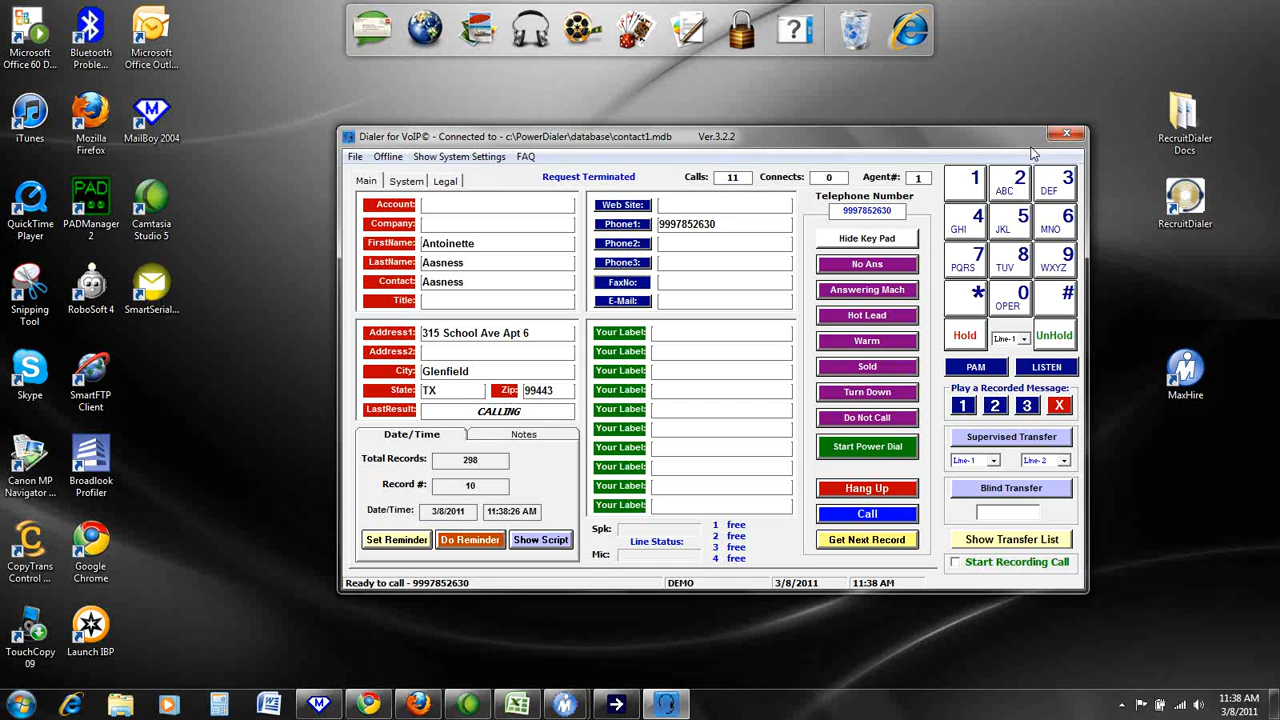 Microsoft Office 60 D...
Bluetooth Proble...
Microsoft Office Outl...
iTunes
Mozilla Firefox
MailBoy 2004
QuickTime Player
PADManager 2
Camtasia Studio 5
Snipping Tool
RoboSoft 4
SmartSerial...
Skype
SmartFTP Client
Canon MP Navigator ...
Broadlook Profiler
CopyTrans Control ...
Google Chrome
TouchCopy 09
Launch IBP
RecruitDialer Docs
RecruitDialer
MaxHire
Dialer for VoIP© - Connected to - c:\PowerDialer\database\contact1.mdb Ver.3.2.2
File Offline Show System Settings FAQ
Main System Legal
Request Terminated
Calls: 11 Connects: 0 Agent#: 1
Account:
Company:
FirstName: Antoinette
LastName: Aasness
Contact: Aasness
Title:
Web Site:
Phone1: 9997852630
Phone2:
Phone3:
FaxNo:
E-Mail:
Address1: 315 School Ave Apt 6
Address2:
City: Glenfield
State: TX Zip: 99443
LastResult: CALLING
Your Label:
Your Label:
Your Label:
Your Label:
Your Label:
Your Label:
Your Label:
Your Label:
Your Label:
Your Label:
Date/Time Notes
Total Records: 298
Record #: 10
Date/Time: 3/8/2011 11:38:26 AM
Set Reminder Do Reminder Show Script
Spk:
Mic:
Line Status:
1 free
2 free
3 free
4 free
Telephone Number
9997852630
Hide Key Pad
No Ans
Answering Mach
Hot Lead
Warm
Sold
Turn Down
Do Not Call
Start Power Dial
Hang Up
Call
Get Next Record
1 2 ABC 3 DEF
4 GHI 5 JKL 6 MNO
7 PQRS 8 TUV 9 WXYZ
* 0 OPER #
Hold Line-1 UnHold
PAM LISTEN
Play a Recorded Message:
1 2 3 X
Supervised Transfer
Line-1 Line-2
Blind Transfer
Show Transfer List
Start Recording Call
Ready to call - 9997852630 DEMO 3/8/2011 11:38 AM
11:38 AM
3/8/2011